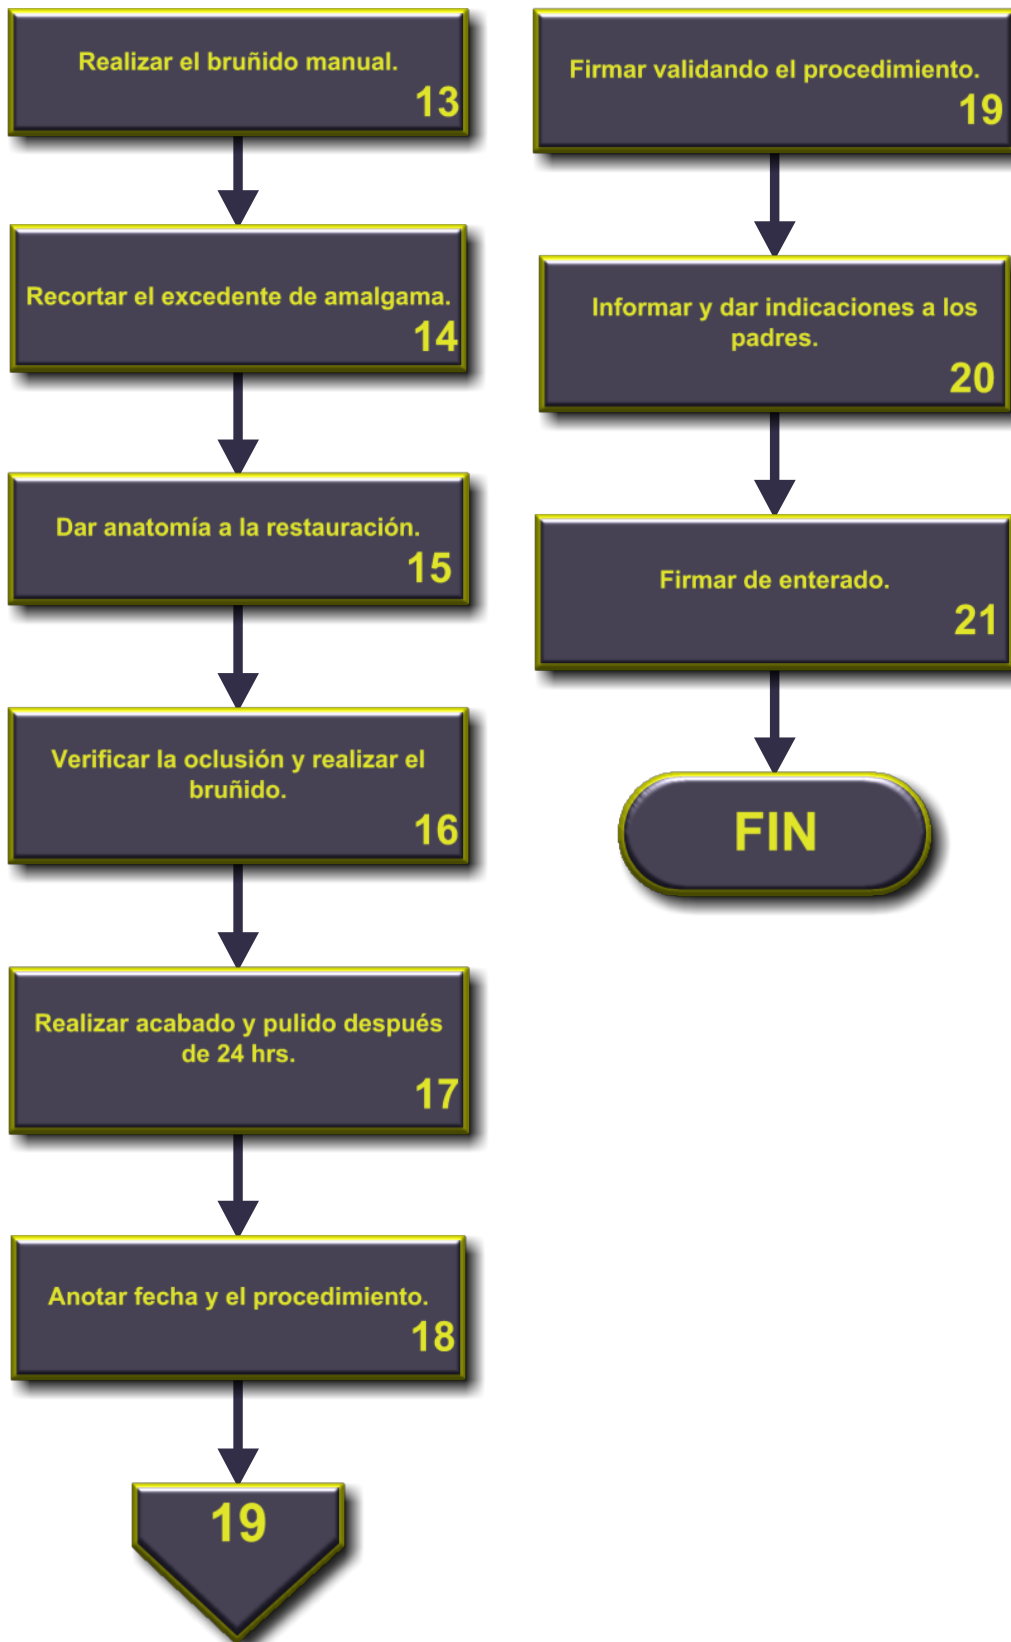 Realizar el bruñido manual.
13
Recortar el excedente de amalgama.
14
Dar anatomía a la restauración.
15
Verificar la oclusión y realizar el
bruñido.
16
Realizar acabado y pulido después
de 24 hrs.
17
Anotar fecha y el procedimiento.
18
19
Firmar validando el procedimiento.
19
Informar y dar indicaciones a los
padres.
20
Firmar de enterado.
21
FIN